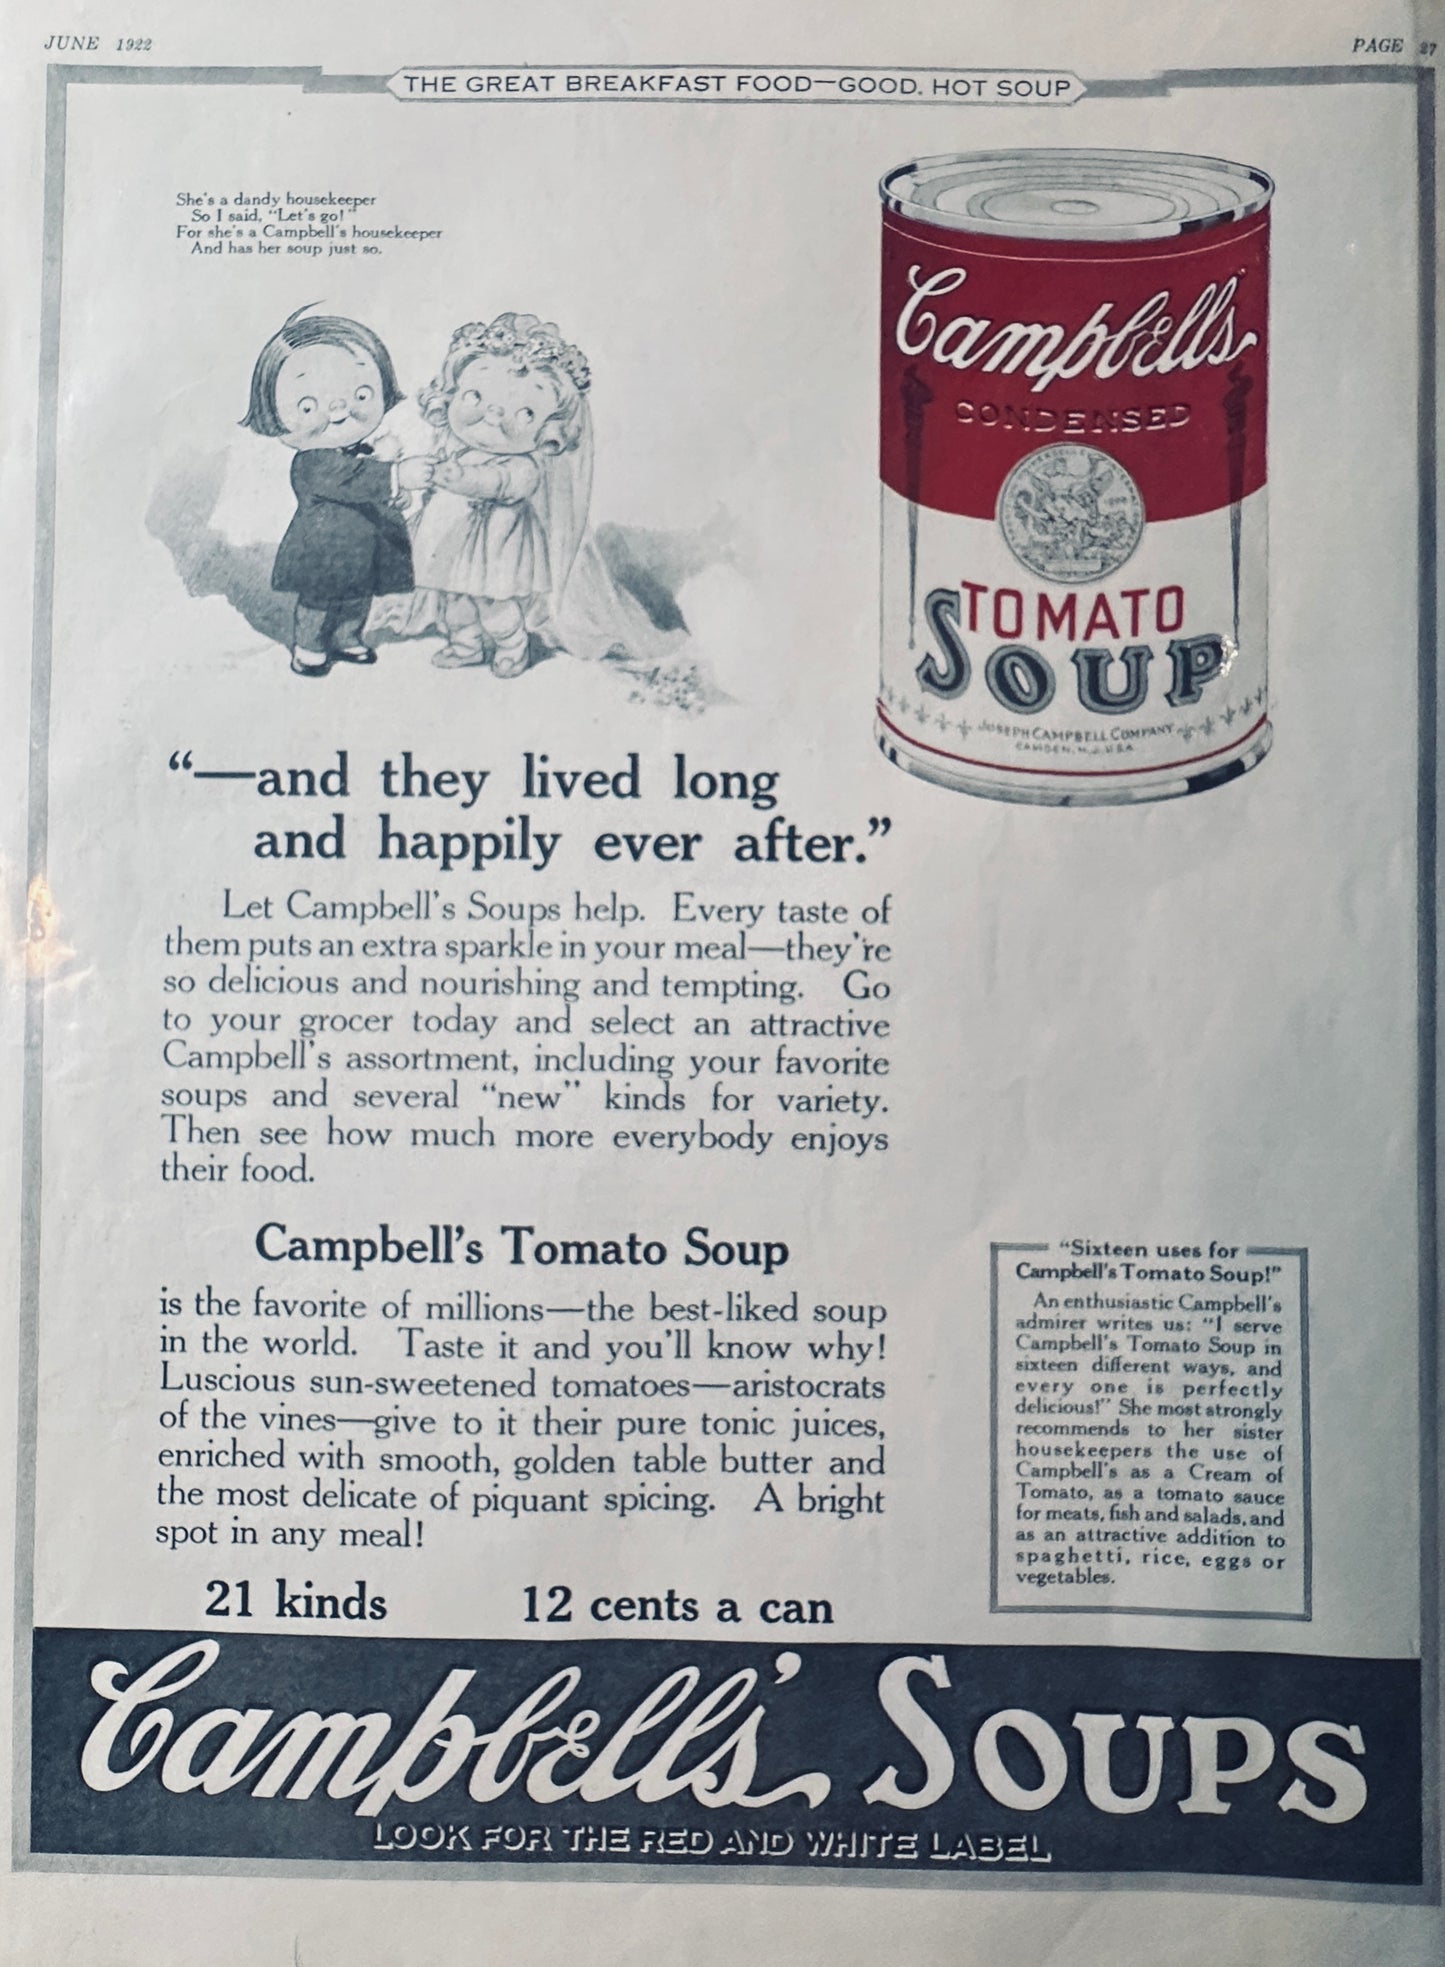 JUNE 1922
PAGE 27
THE GREAT BREAKFAST FOOD—GOOD, HOT SOUP
She's a dandy housekeeper
So I said, "Let's go!"
For she's a Campbell's housekeeper
And has her soup just so.
Campbell's
CONDENSED
TOMATO
SOUP
JOSEPH CAMPBELL COMPANY
CAMDEN, N.J., U.S.A.
"—and they lived long
and happily ever after."
Let Campbell's Soups help. Every taste of
them puts an extra sparkle in your meal—they're
so delicious and nourishing and tempting. Go
to your grocer today and select an attractive
Campbell's assortment, including your favorite
soups and several "new" kinds for variety.
Then see how much more everybody enjoys
their food.
Campbell's Tomato Soup
is the favorite of millions—the best-liked soup
in the world. Taste it and you'll know why!
Luscious sun-sweetened tomatoes—aristocrats
of the vines—give to it their pure tonic juices,
enriched with smooth, golden table butter and
the most delicate of piquant spicing. A bright
spot in any meal!
21 kinds 12 cents a can
"Sixteen uses for
Campbell's Tomato Soup!"
An enthusiastic Campbell's
admirer writes us: "I serve
Campbell's Tomato Soup in
sixteen different ways, and
every one is perfectly
delicious!" She most strongly
recommends to her sister
housekeepers the use of
Campbell's as a Cream of
Tomato, as a tomato sauce
for meats, fish and salads, and
as an attractive addition to
spaghetti, rice, eggs or
vegetables.
Campbell's SOUPS
LOOK FOR THE RED AND WHITE LABEL